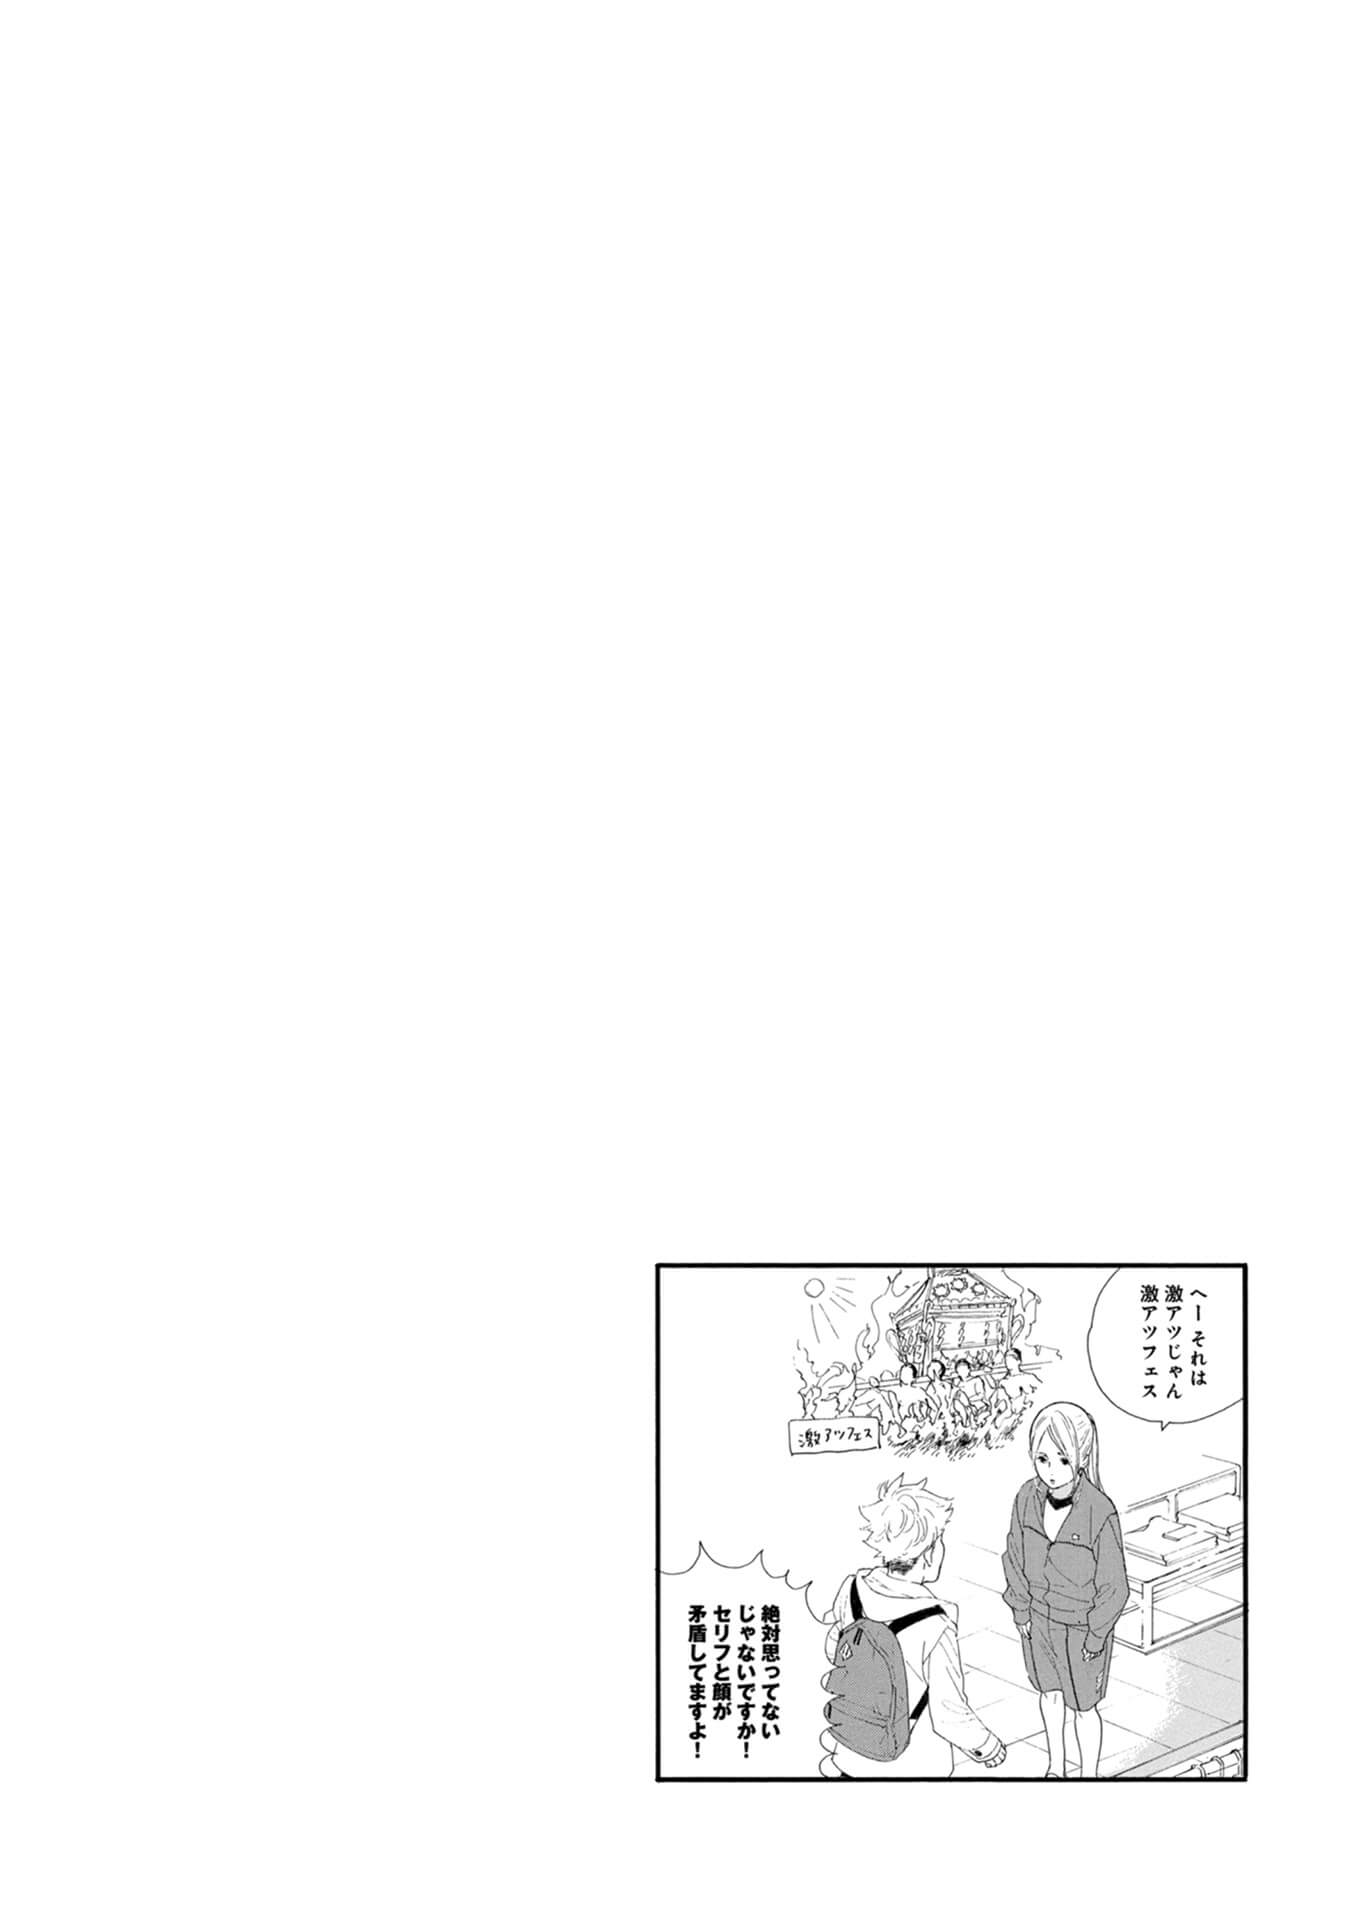 へー それは
激アツじゃん
激アツフェス
激アツフェス
絶対思ってない
じゃないですか！
セリフと顔が
矛盾してますよ！